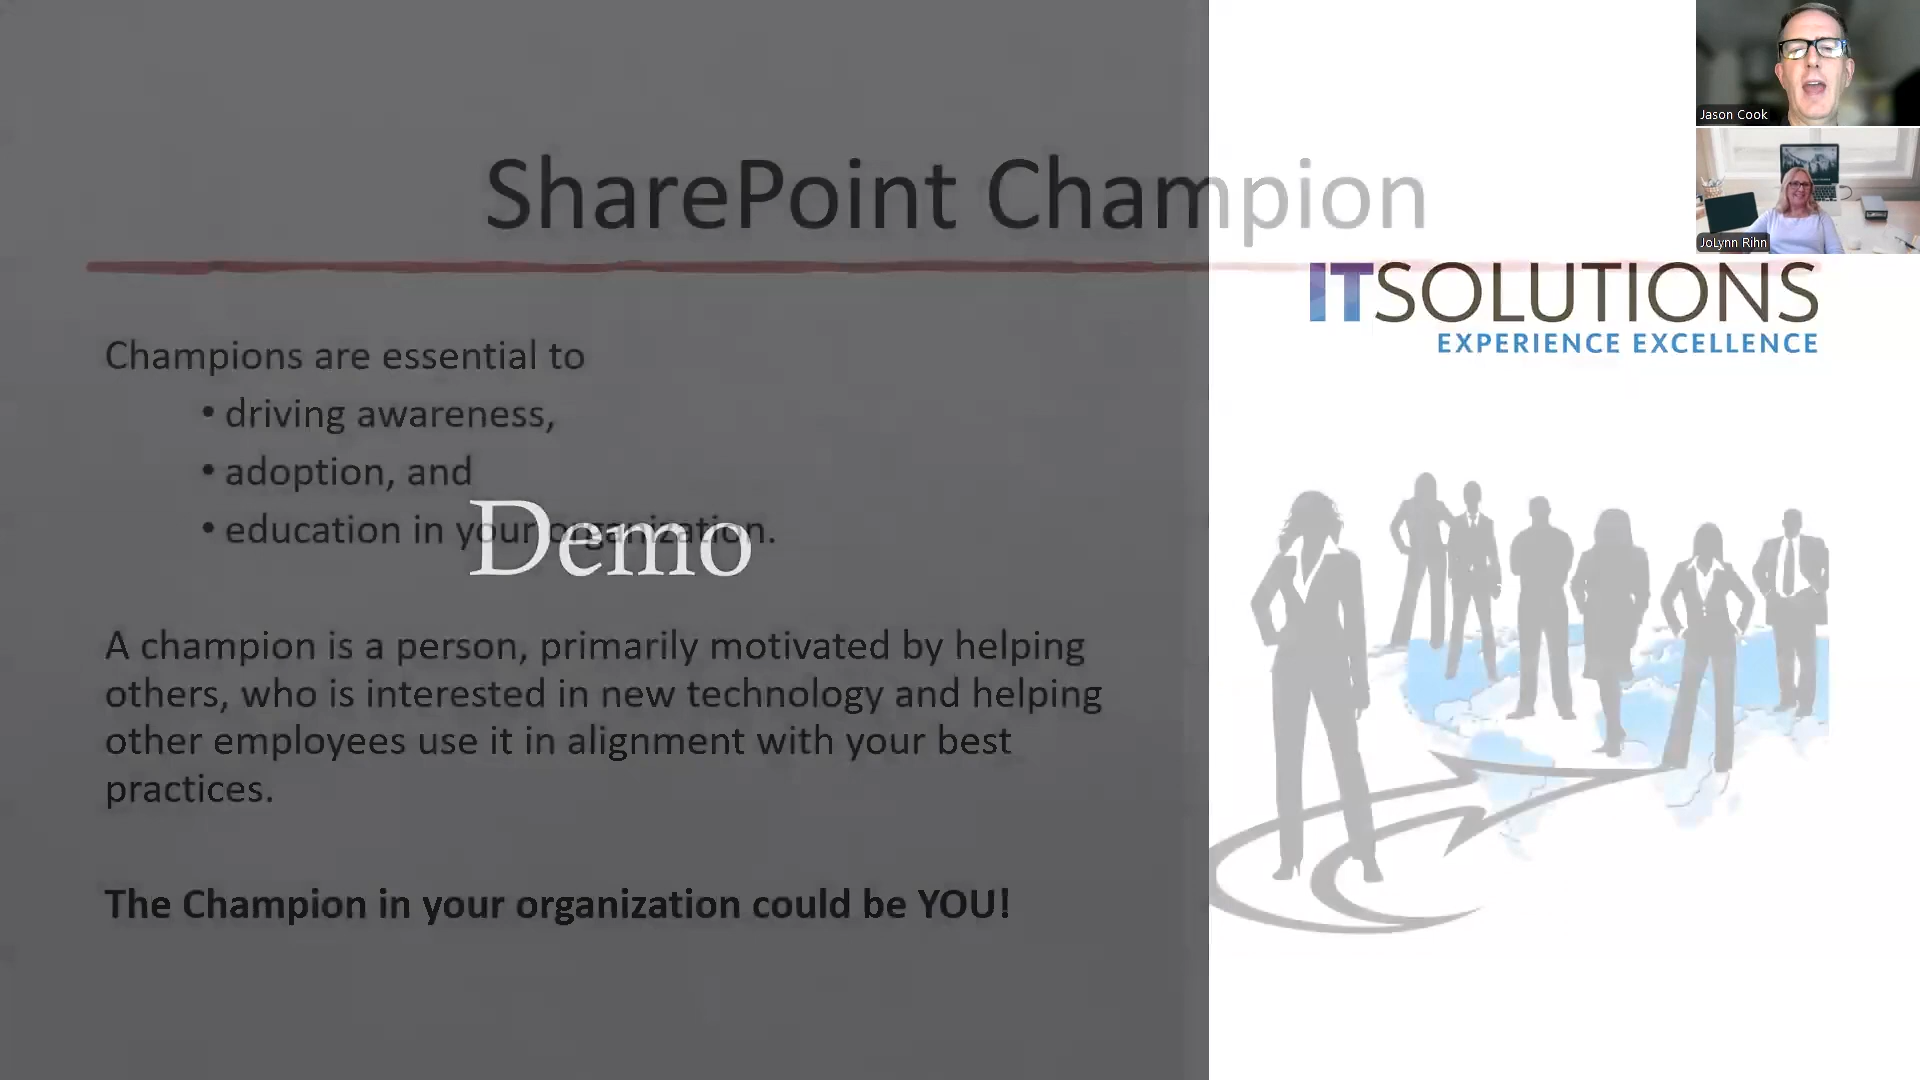 SharePoint Champion
Jason Cook
JoLynn Rihn
ITSOLUTIONS
EXPERIENCE EXCELLENCE
Champions are essential to
• driving awareness,
• adoption, and
• education in your organization.
Demo
A champion is a person, primarily motivated by helping
others, who is interested in new technology and helping
other employees use it in alignment with your best
practices.
The Champion in your organization could be YOU!